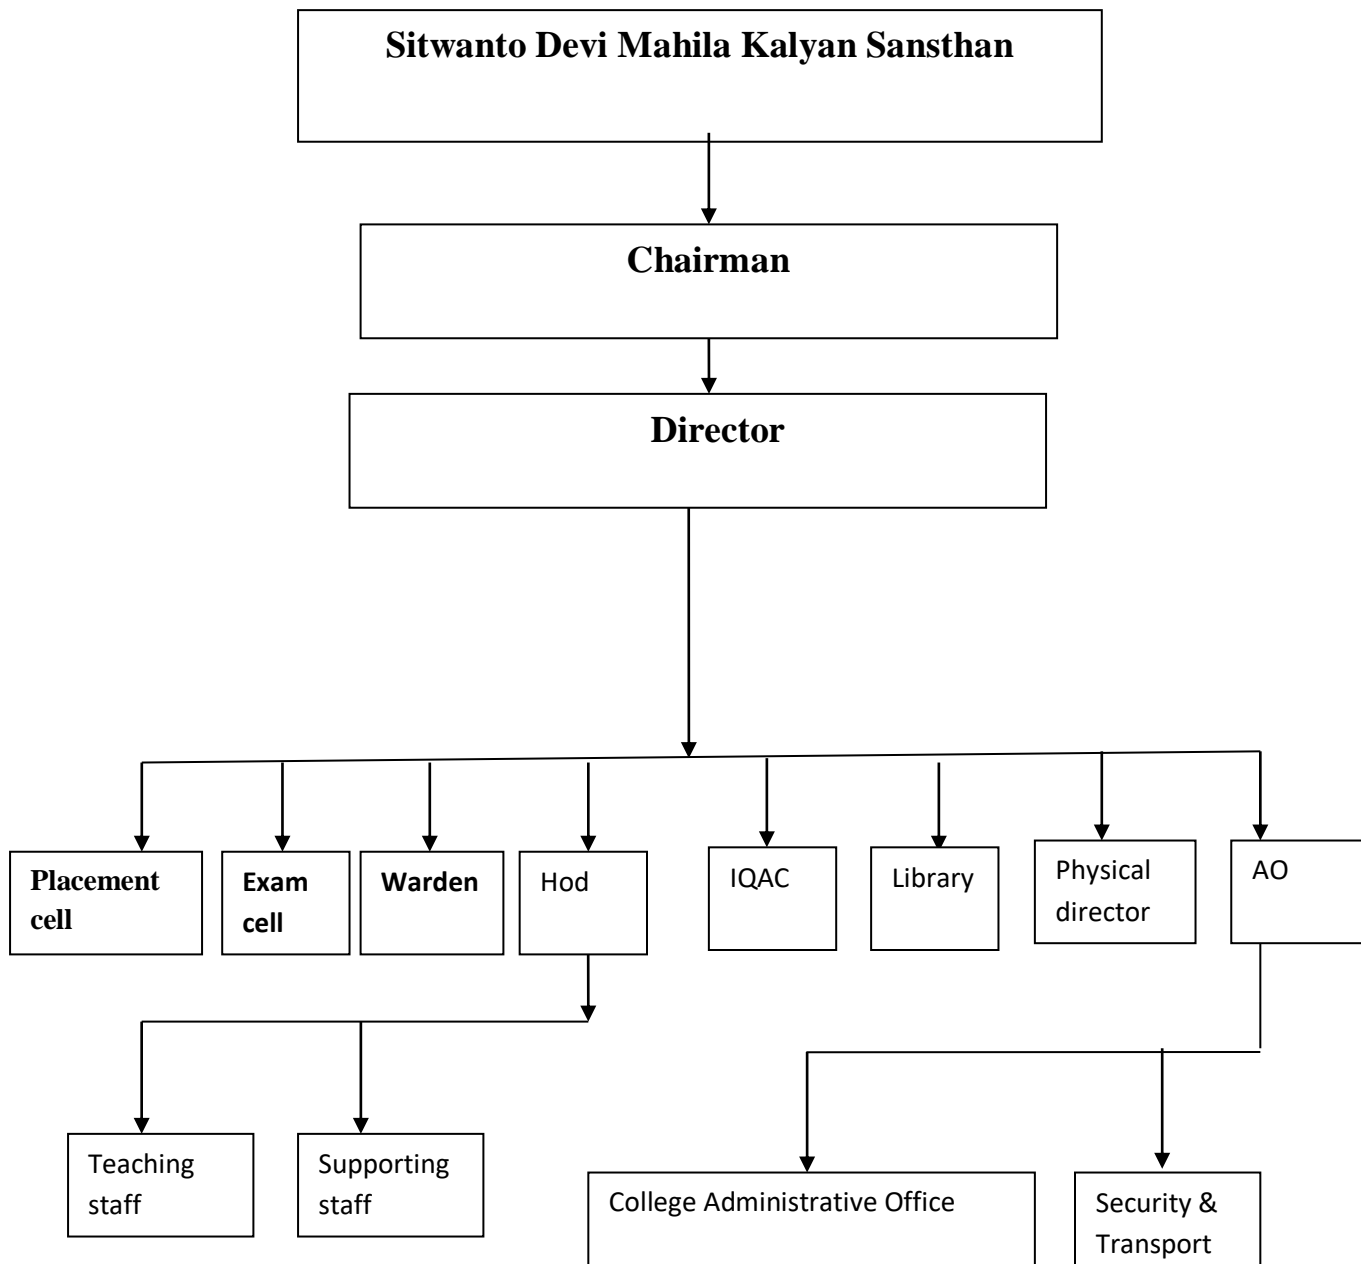 Sitwanto Devi Mahila Kalyan Sansthan
Chairman
Director
Placement
cell
Exam
cell
Warden
Hod
IQAC
Library
Physical
director
AO
Teaching
staff
Supporting
staff
College Administrative Office
Security &
Transport